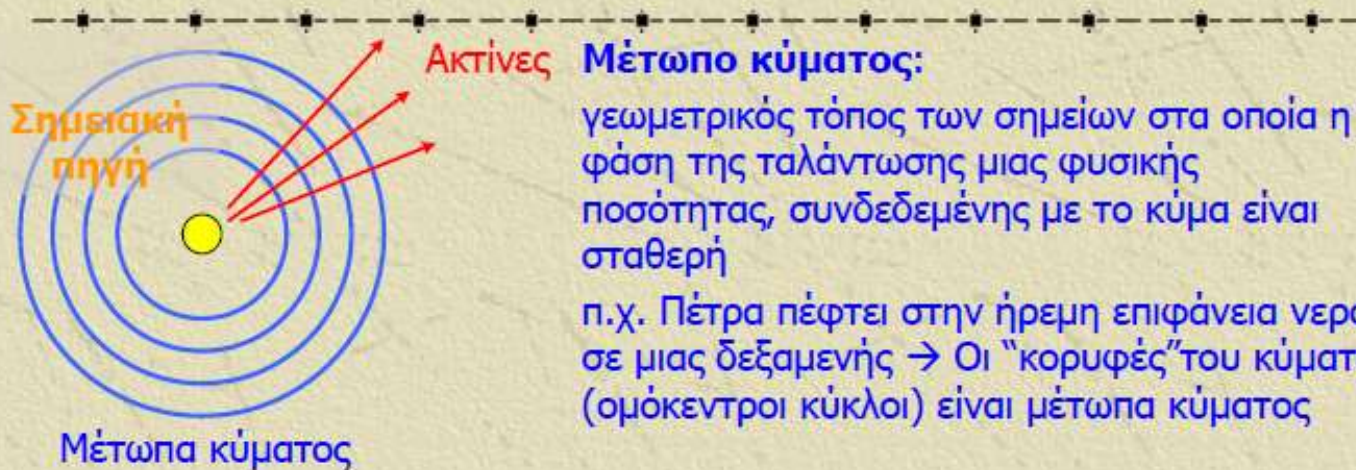 Ακτίνες
Σημειακή
πηγή
Μέτωπα κύματος
Μέτωπο κύματος:
γεωμετρικός τόπος των σημείων στα οποία η
φάση της ταλάντωσης μιας φυσικής
ποσότητας, συνδεδεμένης με το κύμα είναι
σταθερή
π.χ. Πέτρα πέφτει στην ήρεμη επιφάνεια
σε μιας δεξαμενής → Οι “κορυφές”του
(ομόκεντροι κύκλοι) είναι μέτωπα κύματος